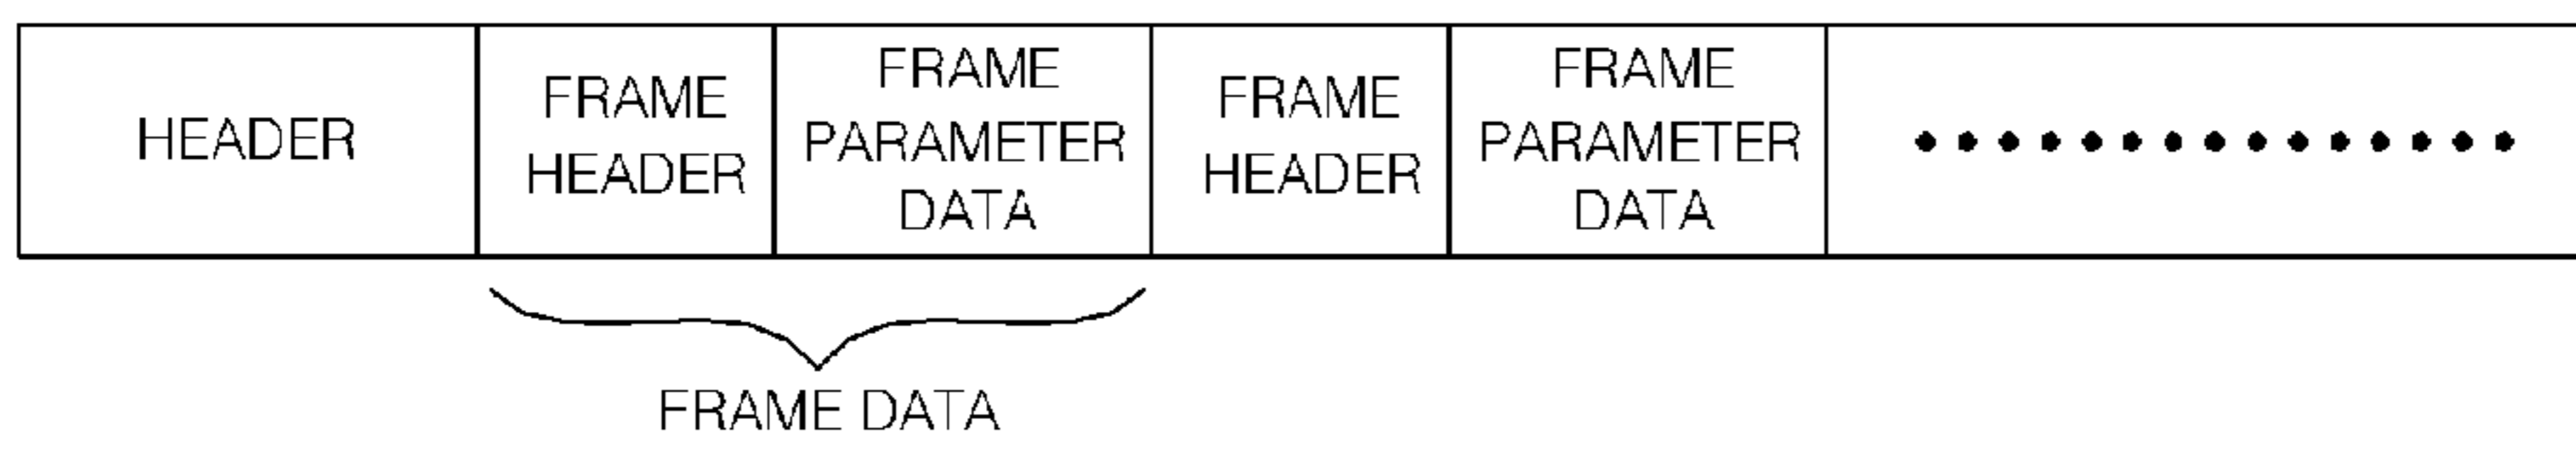 HEADER
FRAME
HEADER
FRAME
PARAMETER
DATA
FRAME
HEADER
FRAME
PARAMETER
DATA
FRAME DATA